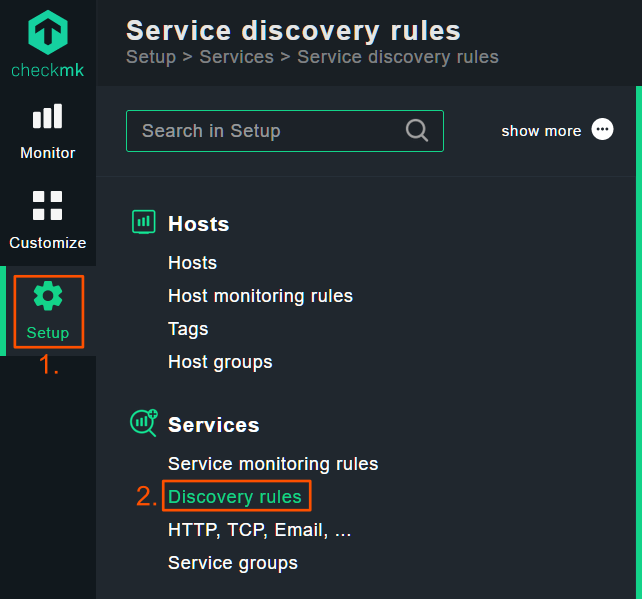 Service discovery rules
Setup > Services > Service discovery rules
checkmk
Search in Setup
show more
Monitor
Customize
Setup
1.
Hosts
Hosts
Host monitoring rules
Tags
Host groups
Services
Service monitoring rules
2. Discovery rules
HTTP, TCP, Email, ...
Service groups